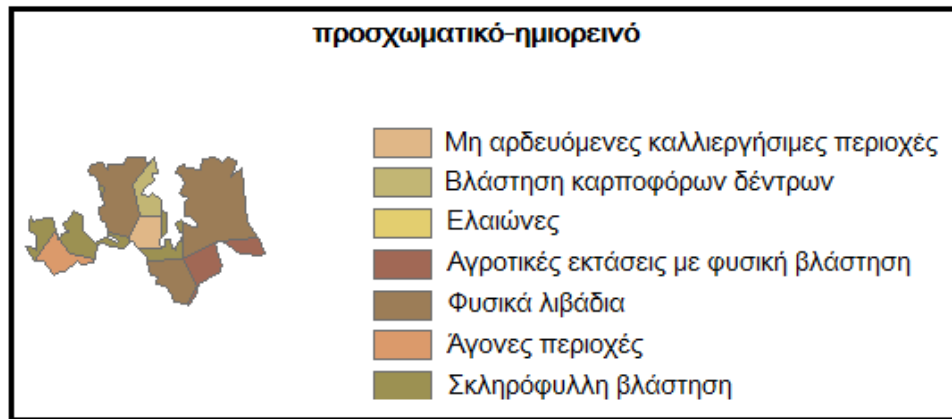 προσχωματικό-ημιορεινό
Μη αρδευόμενες καλλιεργήσιμες περιοχές
Βλάστηση καρποφόρων δέντρων
Ελαιώνες
Αγροτικές εκτάσεις με φυσική βλάστηση
Φυσικά λιβάδια
Άγονες περιοχές
Σκληρόφυλλη βλάστηση